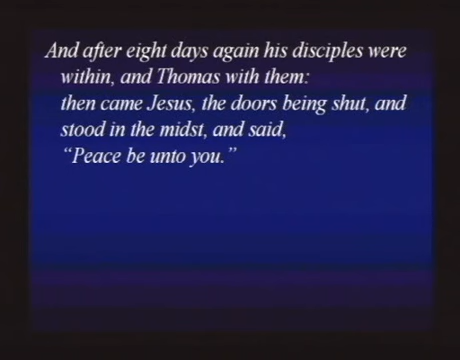 And after eight days again his disciples were
within, and Thomas with them:
then came Jesus, the doors being shut, and
stood in the midst, and said,
“Peace be unto you.”